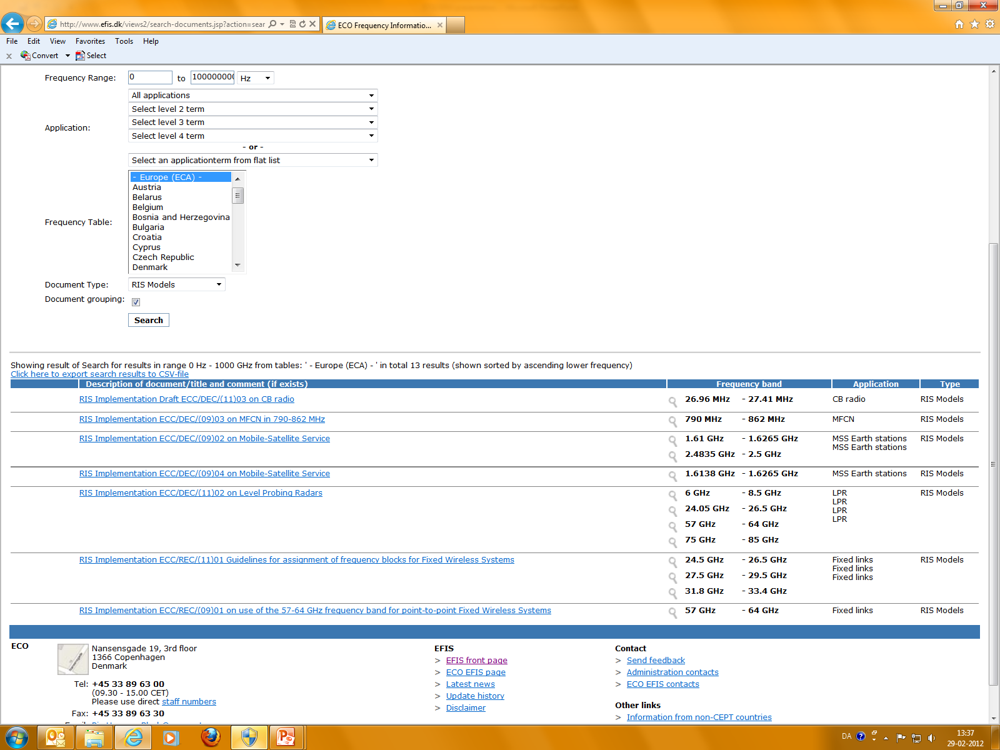 http://www.efis.dk/views2/search-documents.jsp?action=sear
ECO Frequency Informatio...
File Edit View Favorites Tools Help
x Convert Select
Frequency Range: 0 to 100000000 Hz
All applications
Select level 2 term
Select level 3 term
Application:
Select level 4 term
- or -
Select an applicationterm from flat list
- Europe (ECA) -
Austria
Belarus
Belgium
Bosnia and Herzegovina
Frequency Table:
Bulgaria
Croatia
Cyprus
Czech Republic
Denmark
Document Type: RIS Models
Document grouping:
Search
Showing result of Search for results in range 0 Hz - 1000 GHz from tables: ' - Europe (ECA) - ' in total 13 results (shown sorted by ascending lower frequency)
Click here to export search results to CSV-file
Description of document/title and comment (if exists) Frequency band Application Type
RIS Implementation Draft ECC/DEC/(11)03 on CB radio 26.96 MHz - 27.41 MHz CB radio RIS Models
RIS Implementation ECC/DEC/(09)03 on MFCN in 790-862 MHz 790 MHz - 862 MHz MFCN RIS Models
RIS Implementation ECC/DEC/(09)02 on Mobile-Satellite Service 1.61 GHz - 1.6265 GHz MSS Earth stations RIS Models
MSS Earth stations
2.4835 GHz - 2.5 GHz
RIS Implementation ECC/DEC/(09)04 on Mobile-Satellite Service 1.6138 GHz - 1.6265 GHz MSS Earth stations RIS Models
RIS Implementation ECC/DEC/(11)02 on Level Probing Radars 6 GHz - 8.5 GHz LPR RIS Models
LPR
24.05 GHz - 26.5 GHz LPR
LPR
57 GHz - 64 GHz
75 GHz - 85 GHz
RIS Implementation ECC/REC/(11)01 Guidelines for assignment of frequency blocks for Fixed Wireless Systems 24.5 GHz - 26.5 GHz Fixed links RIS Models
Fixed links
27.5 GHz - 29.5 GHz Fixed links
31.8 GHz - 33.4 GHz
RIS Implementation ECC/REC/(09)01 on use of the 57-64 GHz frequency band for point-to-point Fixed Wireless Systems 57 GHz - 64 GHz Fixed links RIS Models
ECO
Nansensgade 19, 3rd floor
1366 Copenhagen
Denmark
Tel: +45 33 89 63 00
(09.30 - 15.00 CET)
Please use direct staff numbers
Fax: +45 33 89 63 30
EFIS
> EFIS front page
> ECO EFIS page
> Latest news
> Update history
> Disclaimer
Contact
> Send feedback
> Administration contacts
> ECO EFIS contacts
Other links
> Information from non-CEPT countries
DA
13:37
29-02-2012